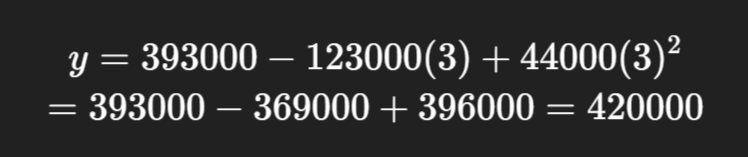 y = 393000 − 123000(3) + 44000(3)²
= 393000 − 369000 + 396000 = 420000